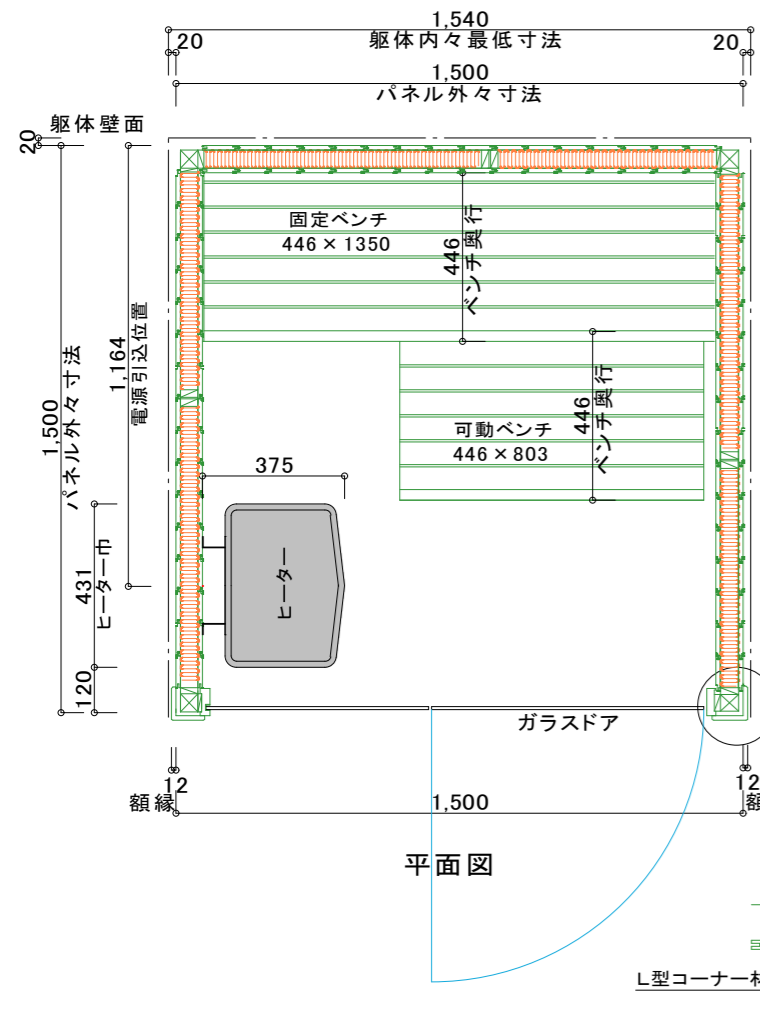 1,540
20
躯体内々最低寸法
20
1,500
パネル外々寸法
躯体壁面
20
固定ベンチ
446×1350
446
ベンチ奥行
1,164
電源引込位置
1,500
パネル外々寸法
446
ベンチ奥行
可動ベンチ
446×803
375
431
ヒーター巾
ヒーター
120
ガラスドア
12
額縁
1,500
12
額
平面図
L型コーナー材